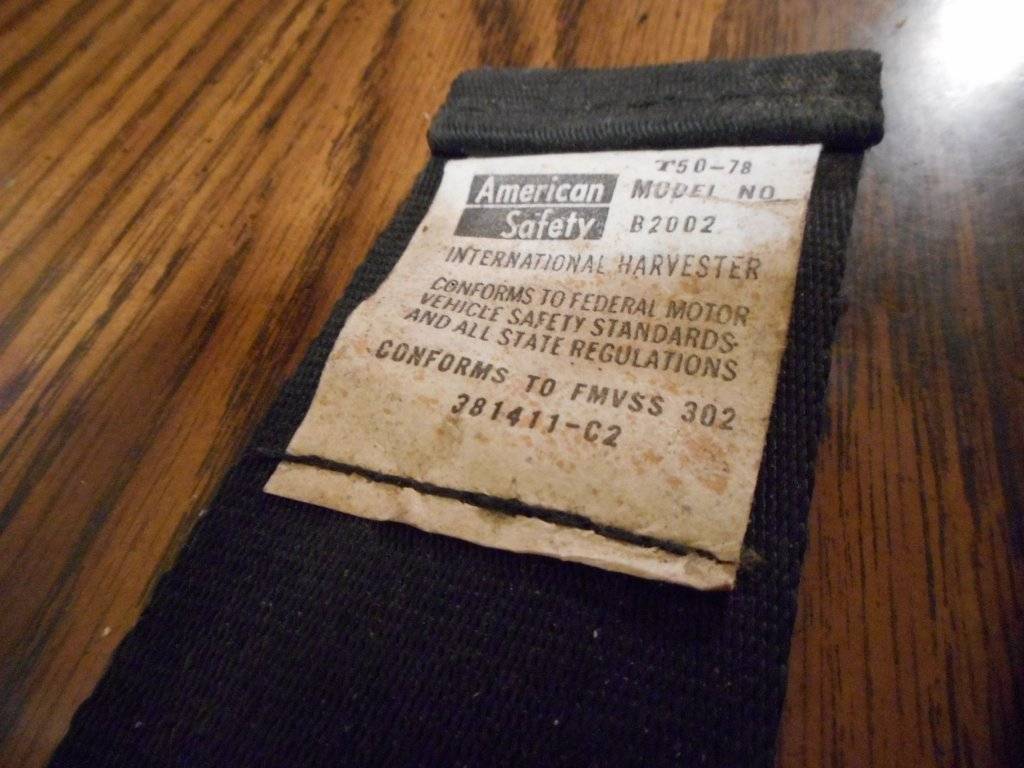 T50-78
American MODEL NO
Safety B2002
INTERNATIONAL HARVESTER
CONFORMS TO FEDERAL MOTOR
VEHICLE SAFETY STANDARDS
AND ALL STATE REGULATIONS
CONFORMS TO FMVSS 302
381411-C2